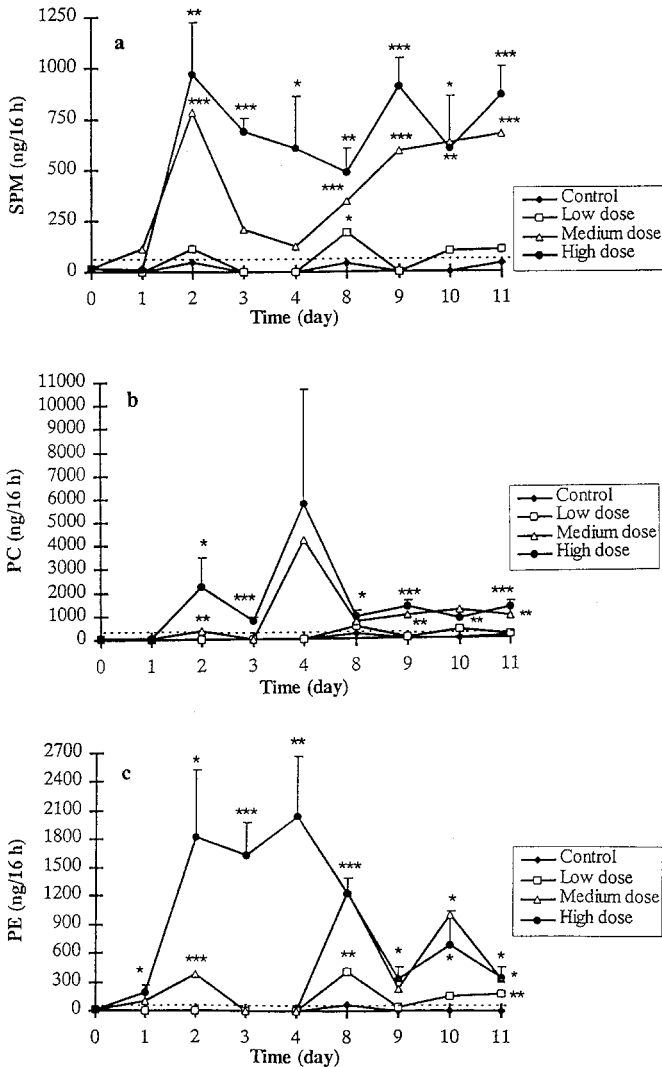 1250
a
**
***
***
1000
***
*
*
SPM (ng/16 h)
750
**
***
***
500
***
**
250
*
0
0 1 2 3 4 8 9 10 11
Time (day)
Control
Low dose
Medium dose
High dose
11000
b
10000
9000
8000
7000
PC (ng/16 h)
6000
5000
4000
3000
*
2000
***
*
***
***
1000
**
**
**
**
0
0 1 2 3 4 8 9 10 11
Time (day)
Control
Low dose
Medium dose
High dose
2700
c
*
**
2400
2100
***
1800
PE (ng/16 h)
1500
***
1200
*
900
***
**
600
*
*
*
300
*
*
**
0
0 1 2 3 4 8 9 10 11
Time (day)
Control
Low dose
Medium dose
High dose